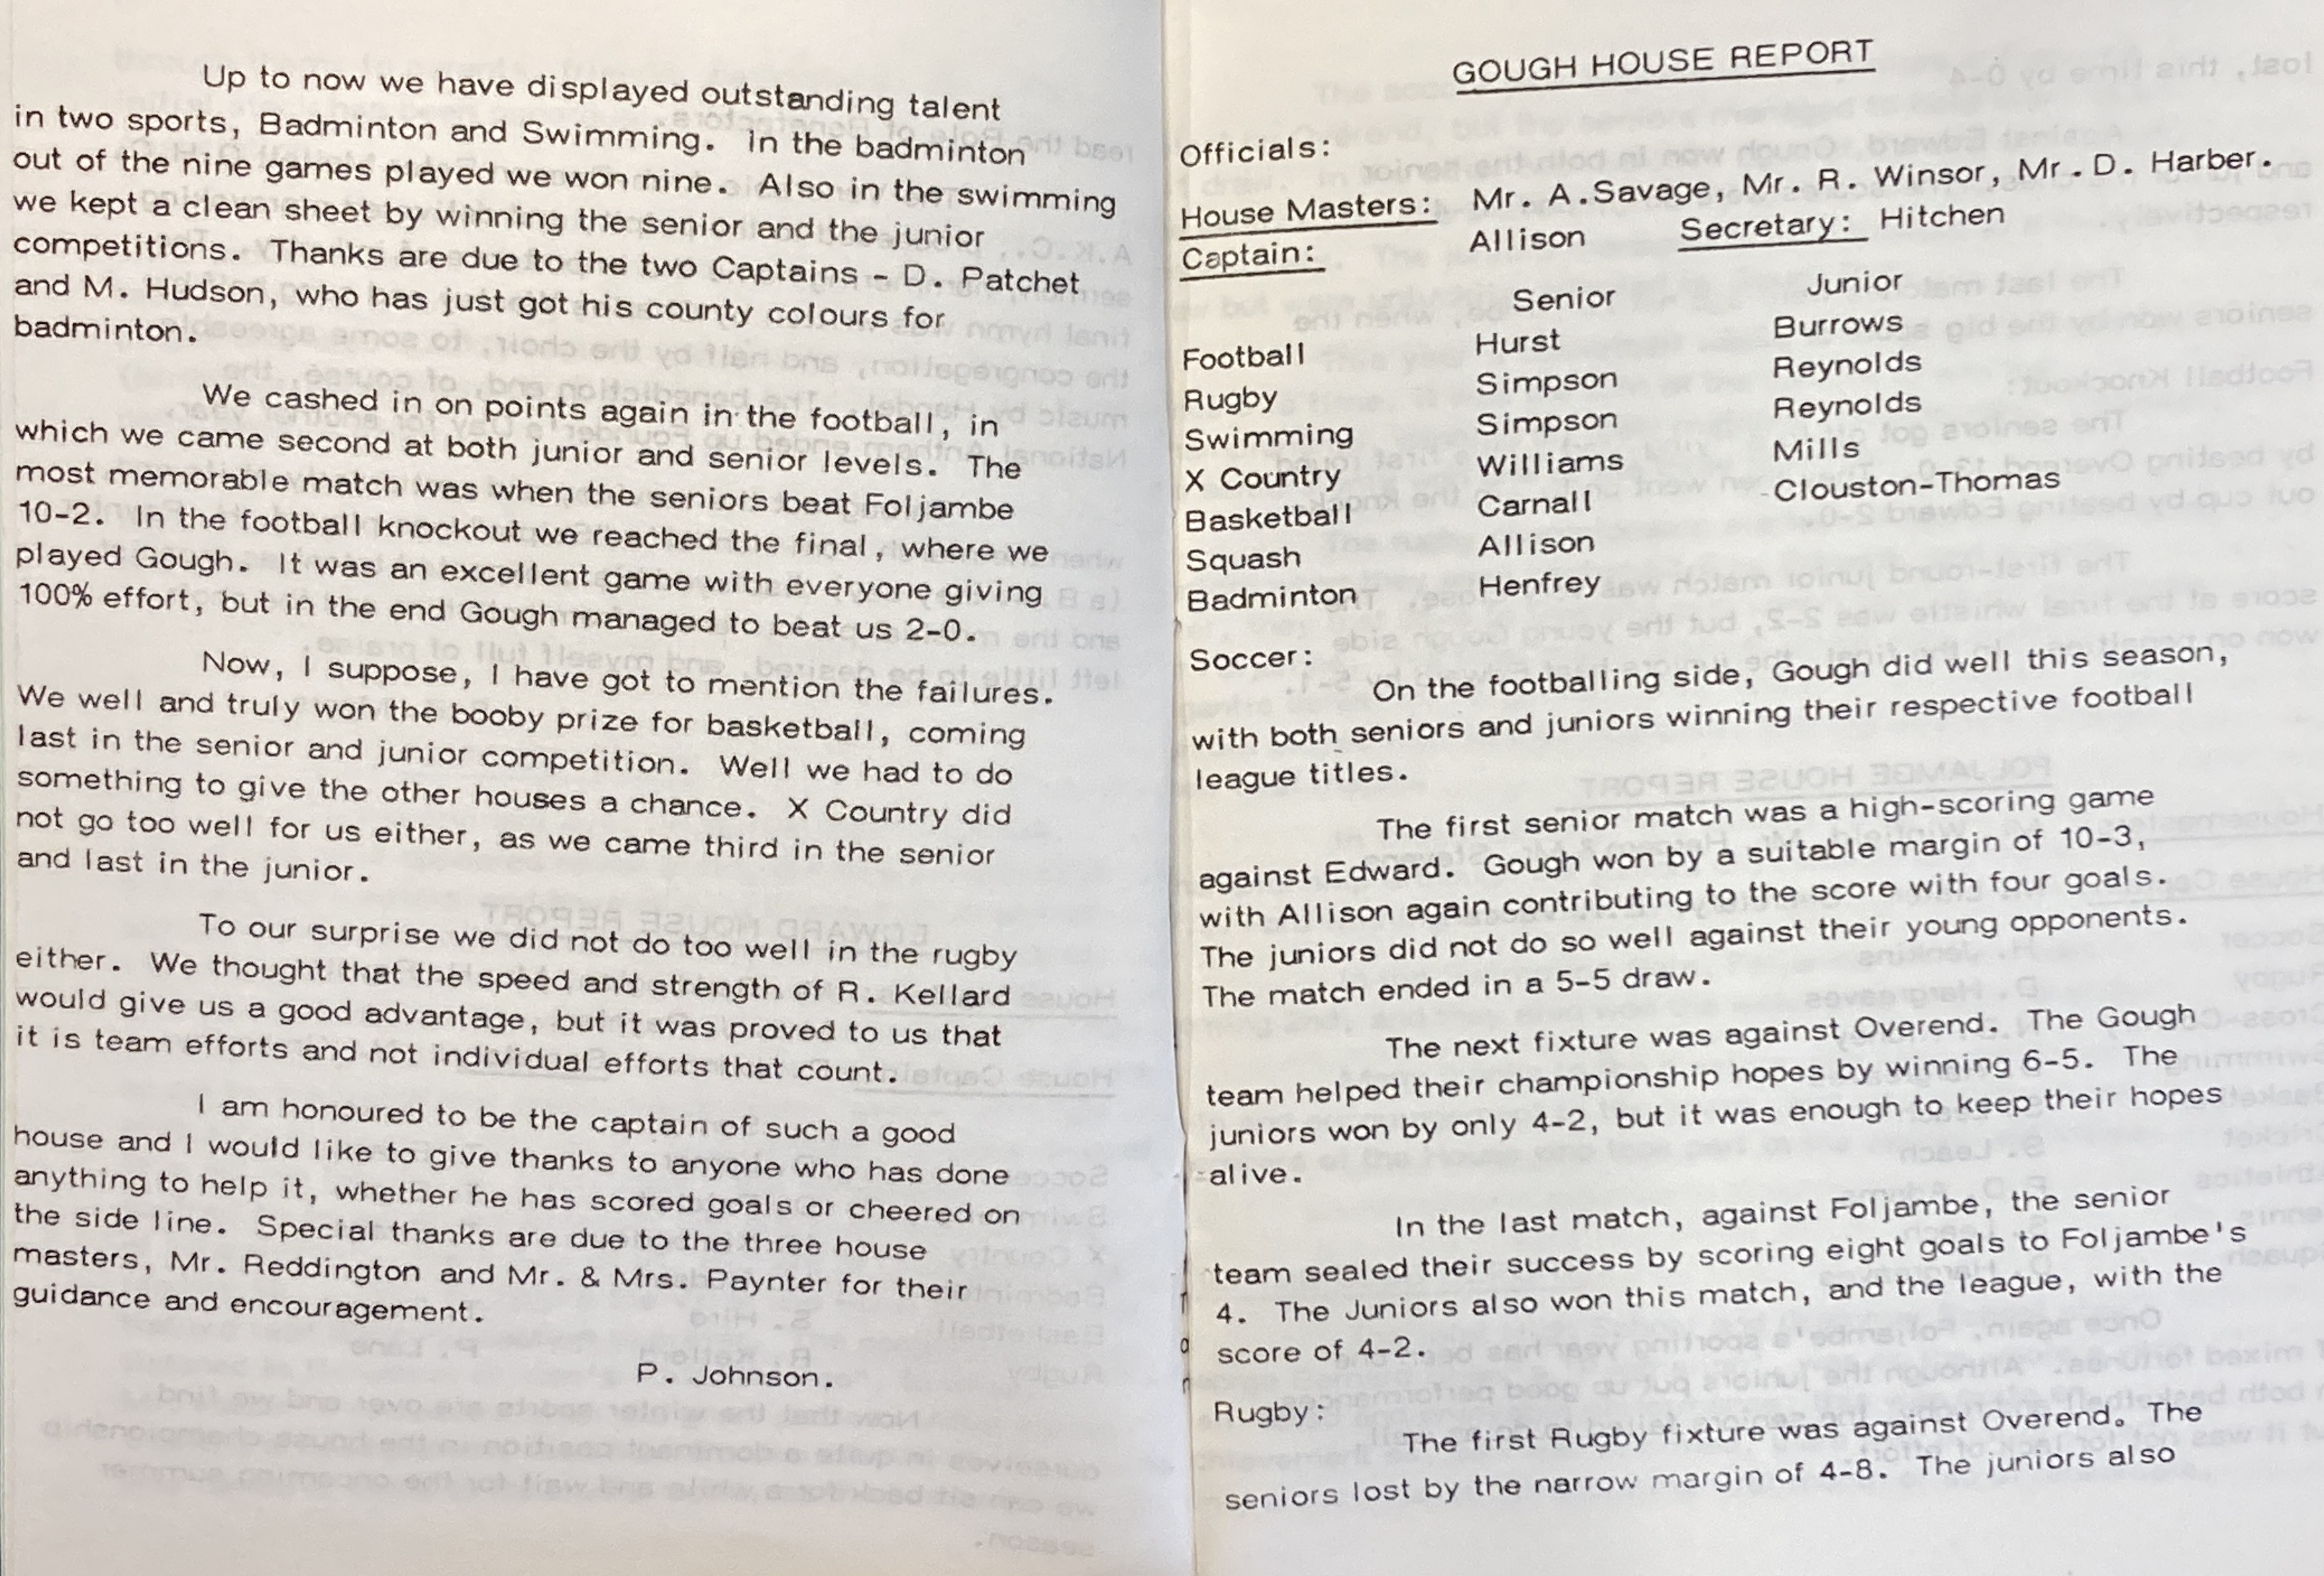 Up to now we have displayed outstanding talent
in two sports, Badminton and Swimming. In the badminton
out of the nine games played we won nine. Also in the swimming
we kept a clean sheet by winning the senior and the junior
competitions. Thanks are due to the two Captains - D. Patchet
and M. Hudson, who has just got his county colours for
badminton.
We cashed in on points again in the football, in
which we came second at both junior and senior levels. The
most memorable match was when the seniors beat Foljambe
10-2. In the football knockout we reached the final, where we
played Gough. It was an excellent game with everyone giving
100% effort, but in the end Gough managed to beat us 2-0.
Now, I suppose, I have got to mention the failures.
We well and truly won the booby prize for basketball, coming
last in the senior and junior competition. Well we had to do
something to give the other houses a chance. X Country did
not go too well for us either, as we came third in the senior
and last in the junior.
To our surprise we did not do too well in the rugby
either. We thought that the speed and strength of R. Kellard
would give us a good advantage, but it was proved to us that
it is team efforts and not individual efforts that count.
I am honoured to be the captain of such a good
house and I would like to give thanks to anyone who has done
anything to help it, whether he has scored goals or cheered on
the side line. Special thanks are due to the three house
masters, Mr. Reddington and Mr. & Mrs. Paynter for their
guidance and encouragement.
P. Johnson.
GOUGH HOUSE REPORT
Officials:
House Masters: Mr. A.Savage, Mr. R. Winsor, Mr. D. Harber.
Captain: Allison Secretary: Hitchen
Senior Junior
Football Hurst Burrows
Rugby Simpson Reynolds
Swimming Simpson Reynolds
X Country Williams Mills
Basketball Carnall Clouston-Thomas
Squash Allison
Badminton Henfrey
Soccer:
On the footballing side, Gough did well this season,
with both seniors and juniors winning their respective football
league titles.
The first senior match was a high-scoring game
against Edward. Gough won by a suitable margin of 10-3,
with Allison again contributing to the score with four goals.
The juniors did not do so well against their young opponents.
The match ended in a 5-5 draw.
The next fixture was against Overend. The Gough
team helped their championship hopes by winning 6-5. The
juniors won by only 4-2, but it was enough to keep their hopes
alive.
In the last match, against Foljambe, the senior
team sealed their success by scoring eight goals to Foljambe's
4. The Juniors also won this match, and the league, with the
score of 4-2.
Rugby:
The first Rugby fixture was against Overend. The
seniors lost by the narrow margin of 4-8. The juniors also